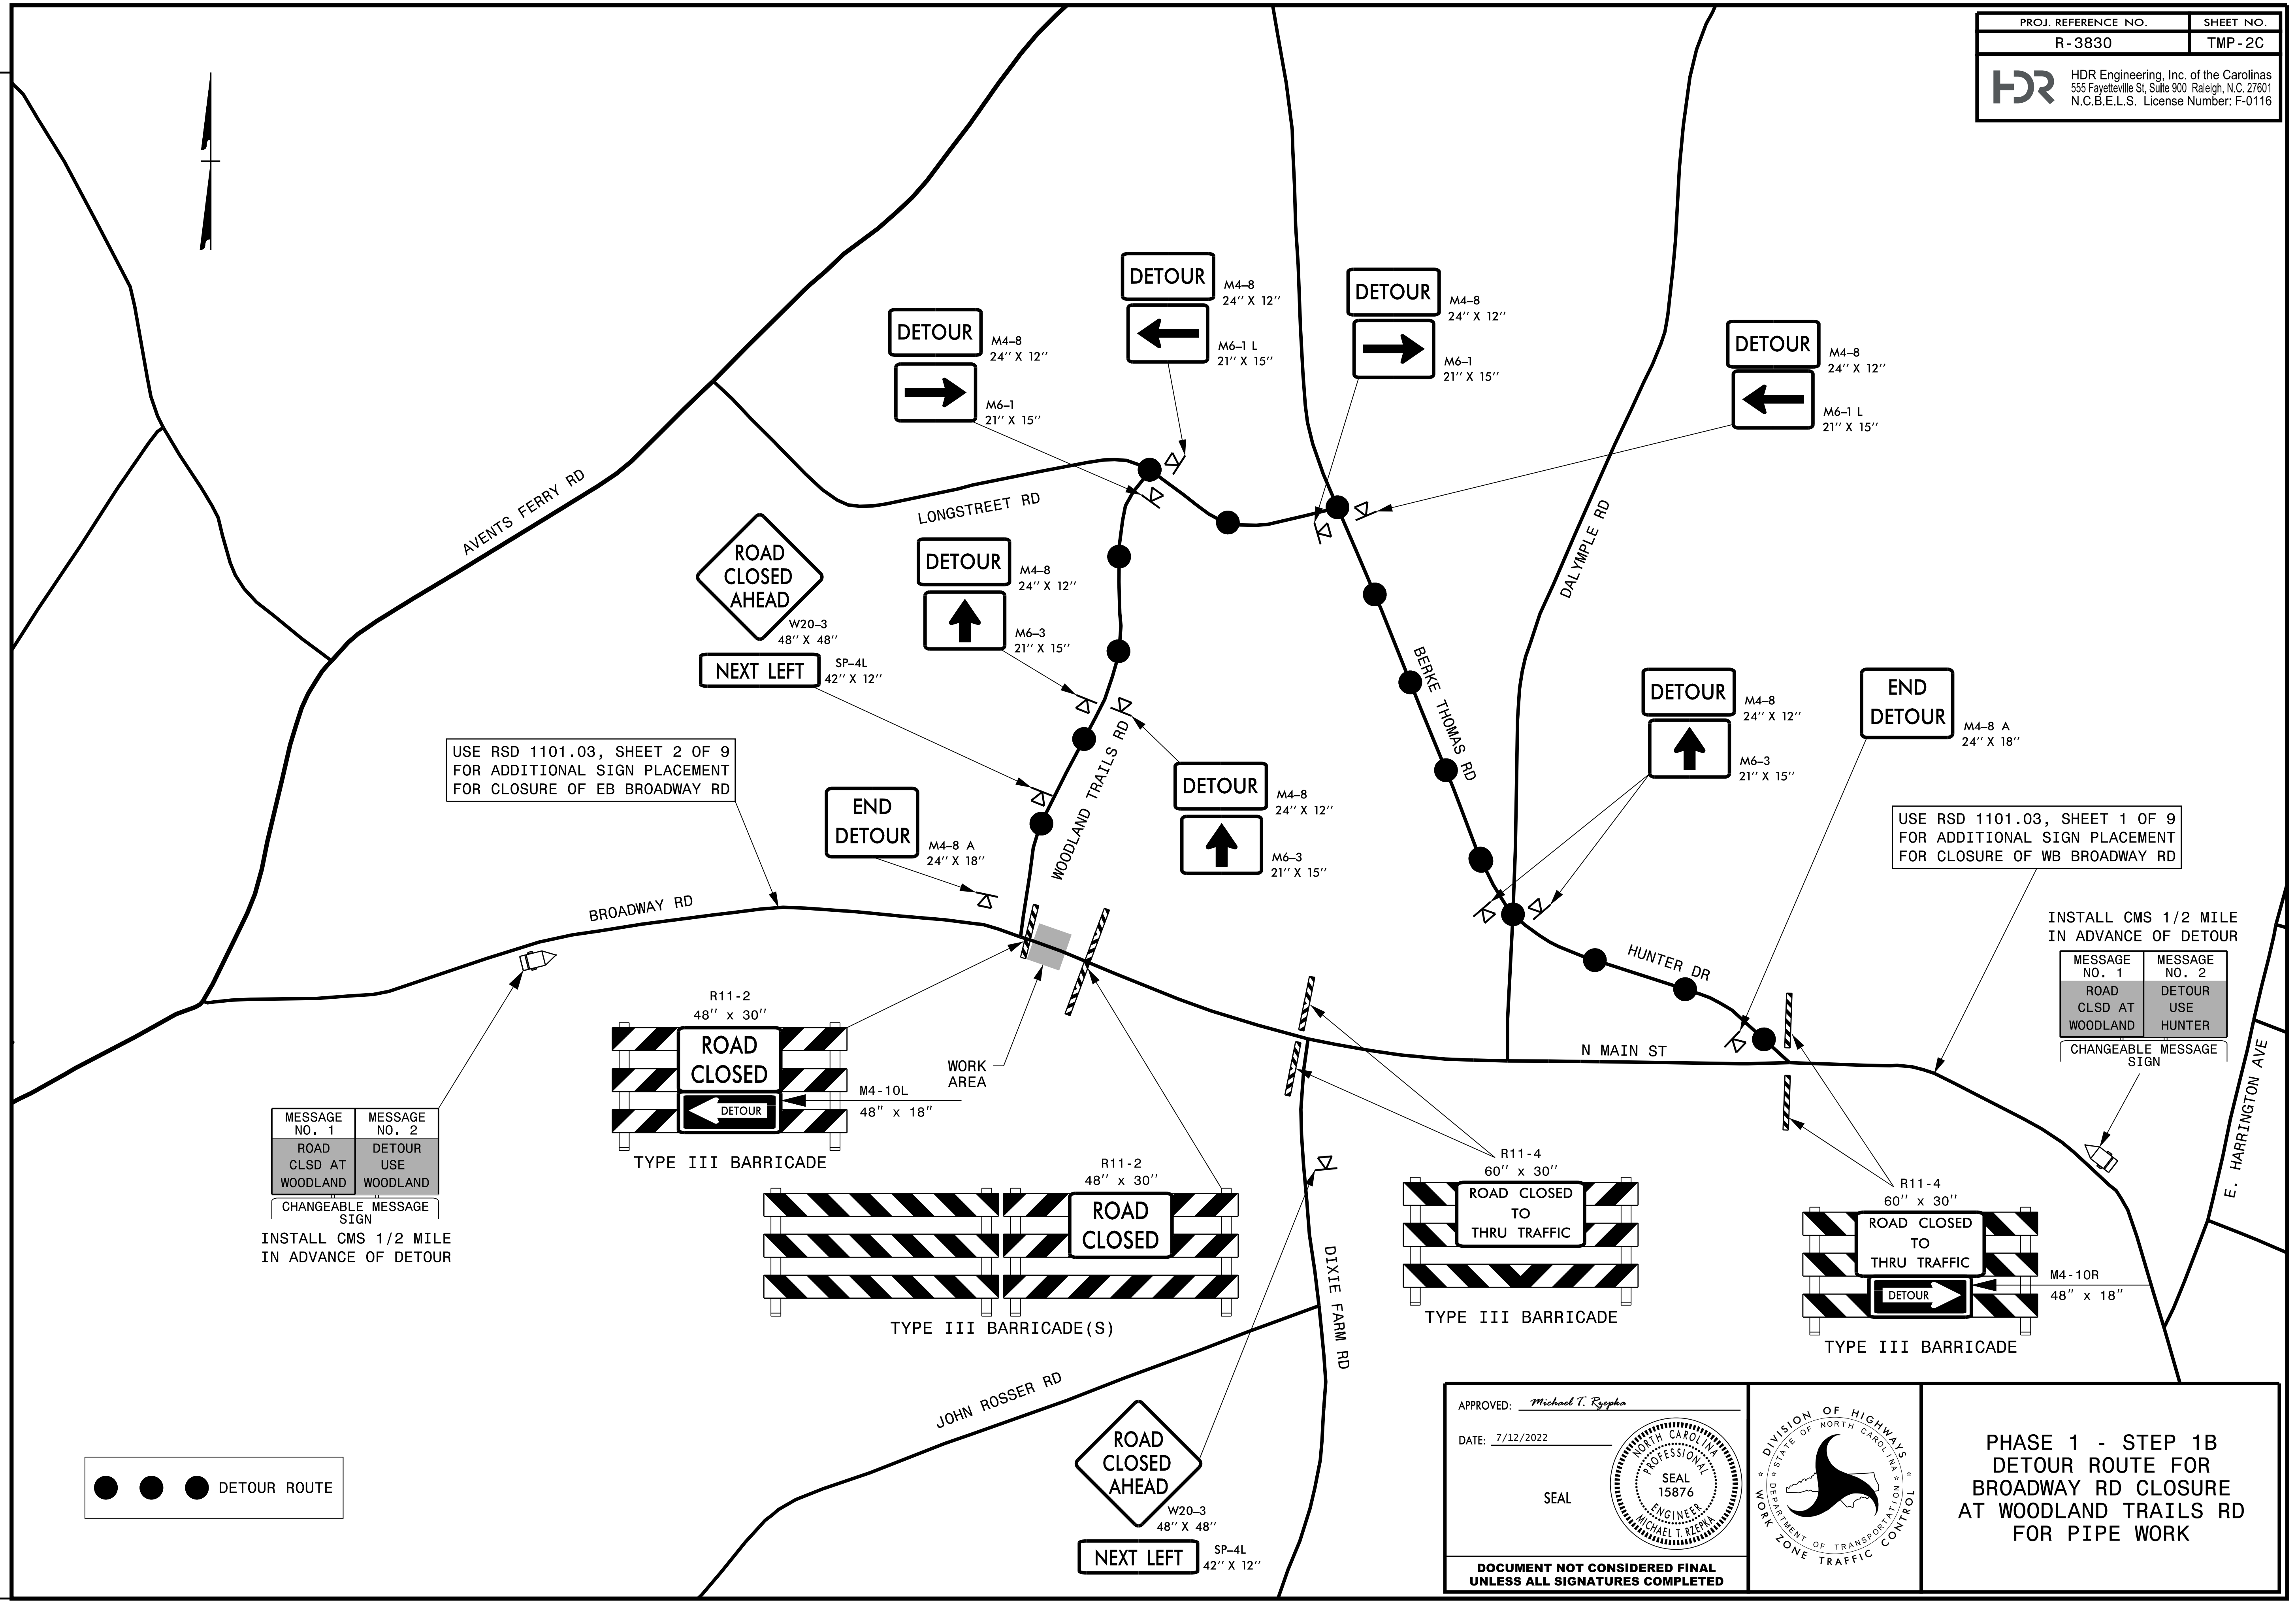 PROJ. REFERENCE NO.
SHEET NO.
R-3830
TMP-2C
HDR
HDR Engineering, Inc. of the Carolinas
555 Fayetteville St, Suite 900 Raleigh, N.C. 27601
N.C.B.E.L.S. License Number: F-0116
DETOUR
M4-8
24'' X 12''
M6-1 L
21'' X 15''
DETOUR
M4-8
24'' X 12''
M6-1
21'' X 15''
DETOUR
M4-8
24'' X 12''
M6-1
21'' X 15''
DETOUR
M4-8
24'' X 12''
M6-1 L
21'' X 15''
AVENTS FERRY RD
LONGSTREET RD
DALYMPLE RD
ROAD
CLOSED
AHEAD
W20-3
48'' X 48''
NEXT LEFT
SP-4L
42'' X 12''
DETOUR
M4-8
24'' X 12''
M6-3
21'' X 15''
BERKE THOMAS RD
WOODLAND TRAILS RD
DETOUR
M4-8
24'' X 12''
M6-3
21'' X 15''
END
DETOUR
M4-8 A
24'' X 18''
USE RSD 1101.03, SHEET 2 OF 9
FOR ADDITIONAL SIGN PLACEMENT
FOR CLOSURE OF EB BROADWAY RD
END
DETOUR
M4-8 A
24'' X 18''
DETOUR
M4-8
24'' X 12''
M6-3
21'' X 15''
USE RSD 1101.03, SHEET 1 OF 9
FOR ADDITIONAL SIGN PLACEMENT
FOR CLOSURE OF WB BROADWAY RD
BROADWAY RD
HUNTER DR
N MAIN ST
INSTALL CMS 1/2 MILE
IN ADVANCE OF DETOUR
MESSAGE
NO. 1
MESSAGE
NO. 2
ROAD
CLSD AT
WOODLAND
DETOUR
USE
HUNTER
CHANGEABLE MESSAGE
SIGN
E. HARRINGTON AVE
R11-2
48" x 30"
ROAD
CLOSED
DETOUR
M4-10L
48" x 18"
TYPE III BARRICADE
WORK
AREA
MESSAGE
NO. 1
MESSAGE
NO. 2
ROAD
CLSD AT
WOODLAND
DETOUR
USE
WOODLAND
CHANGEABLE MESSAGE
SIGN
INSTALL CMS 1/2 MILE
IN ADVANCE OF DETOUR
R11-2
48" x 30"
ROAD
CLOSED
TYPE III BARRICADE(S)
R11-4
60" x 30"
ROAD CLOSED
TO
THRU TRAFFIC
TYPE III BARRICADE
R11-4
60" x 30"
ROAD CLOSED
TO
THRU TRAFFIC
DETOUR
M4-10R
48" x 18"
TYPE III BARRICADE
DIXIE FARM RD
JOHN ROSSER RD
ROAD
CLOSED
AHEAD
W20-3
48'' X 48''
NEXT LEFT
SP-4L
42'' X 12''
DETOUR ROUTE
APPROVED: Michael T. Rzepka
DATE: 7/12/2022
SEAL
NORTH CAROLINA
PROFESSIONAL
SEAL
15876
ENGINEER
MICHAEL T. RZEPKA
DOCUMENT NOT CONSIDERED FINAL
UNLESS ALL SIGNATURES COMPLETED
DIVISION OF HIGHWAYS
STATE OF NORTH CAROLINA
DEPARTMENT OF TRANSPORTATION
WORK ZONE TRAFFIC CONTROL
PHASE 1 - STEP 1B
DETOUR ROUTE FOR
BROADWAY RD CLOSURE
AT WOODLAND TRAILS RD
FOR PIPE WORK